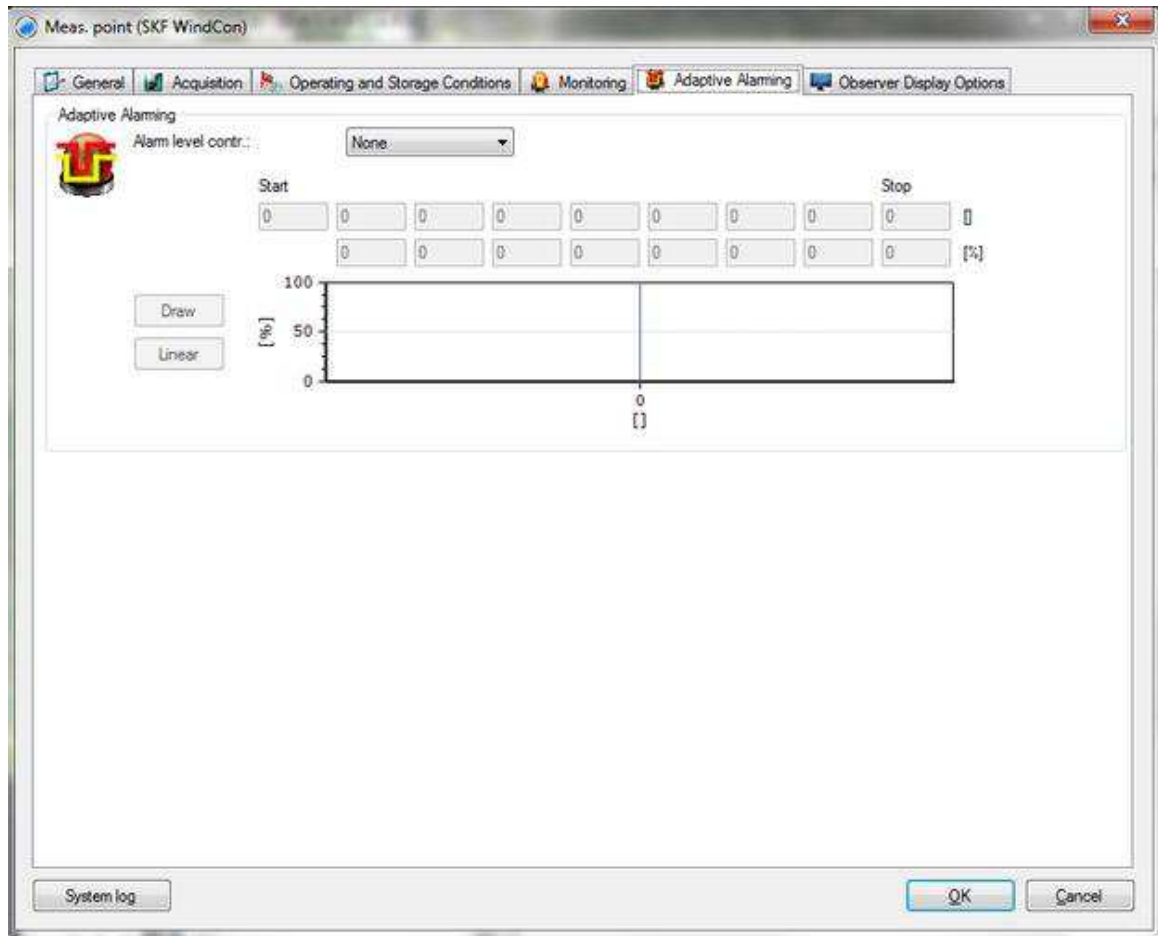 Meas. point (SKF WindCon)
General Acquisition Operating and Storage Conditions Monitoring Adaptive Alarming Observer Display Options
Adaptive Alarming
Alarm level contr.: None
Start Stop
0 0 0 0 0 0 0 0 0 []
0 0 0 0 0 0 0 0 [%]
Draw
Linear
[%]
100
50
0
0
[]
System log OK Cancel